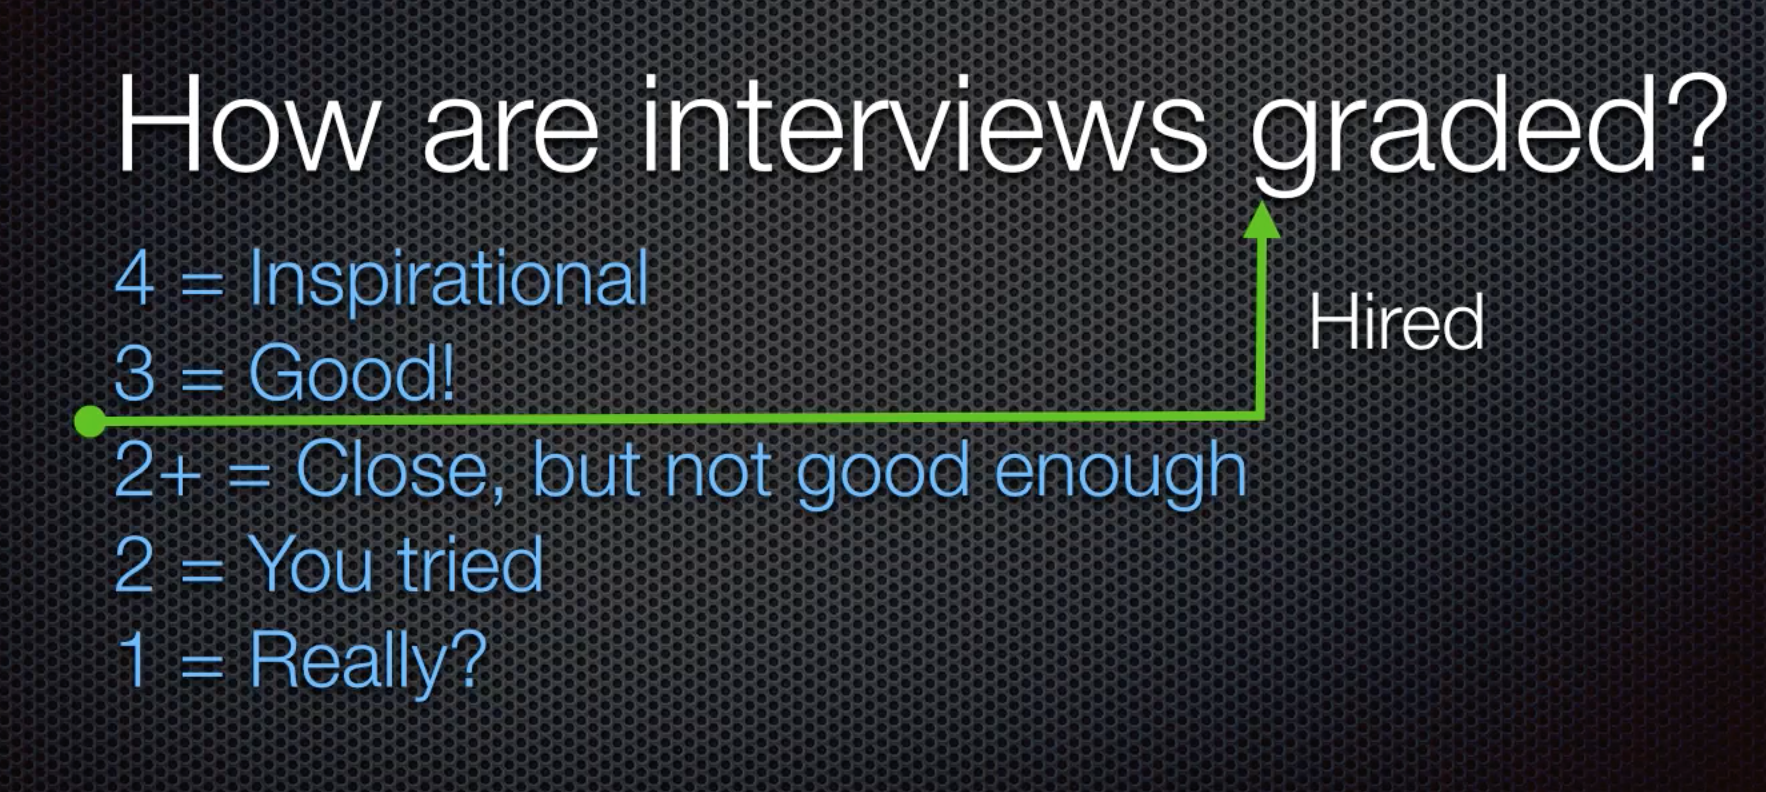 How are interviews graded?
4 = Inspirational
Hired
3 = Good!
2+ = Close, but not good enough
2 = You tried
1 = Really?